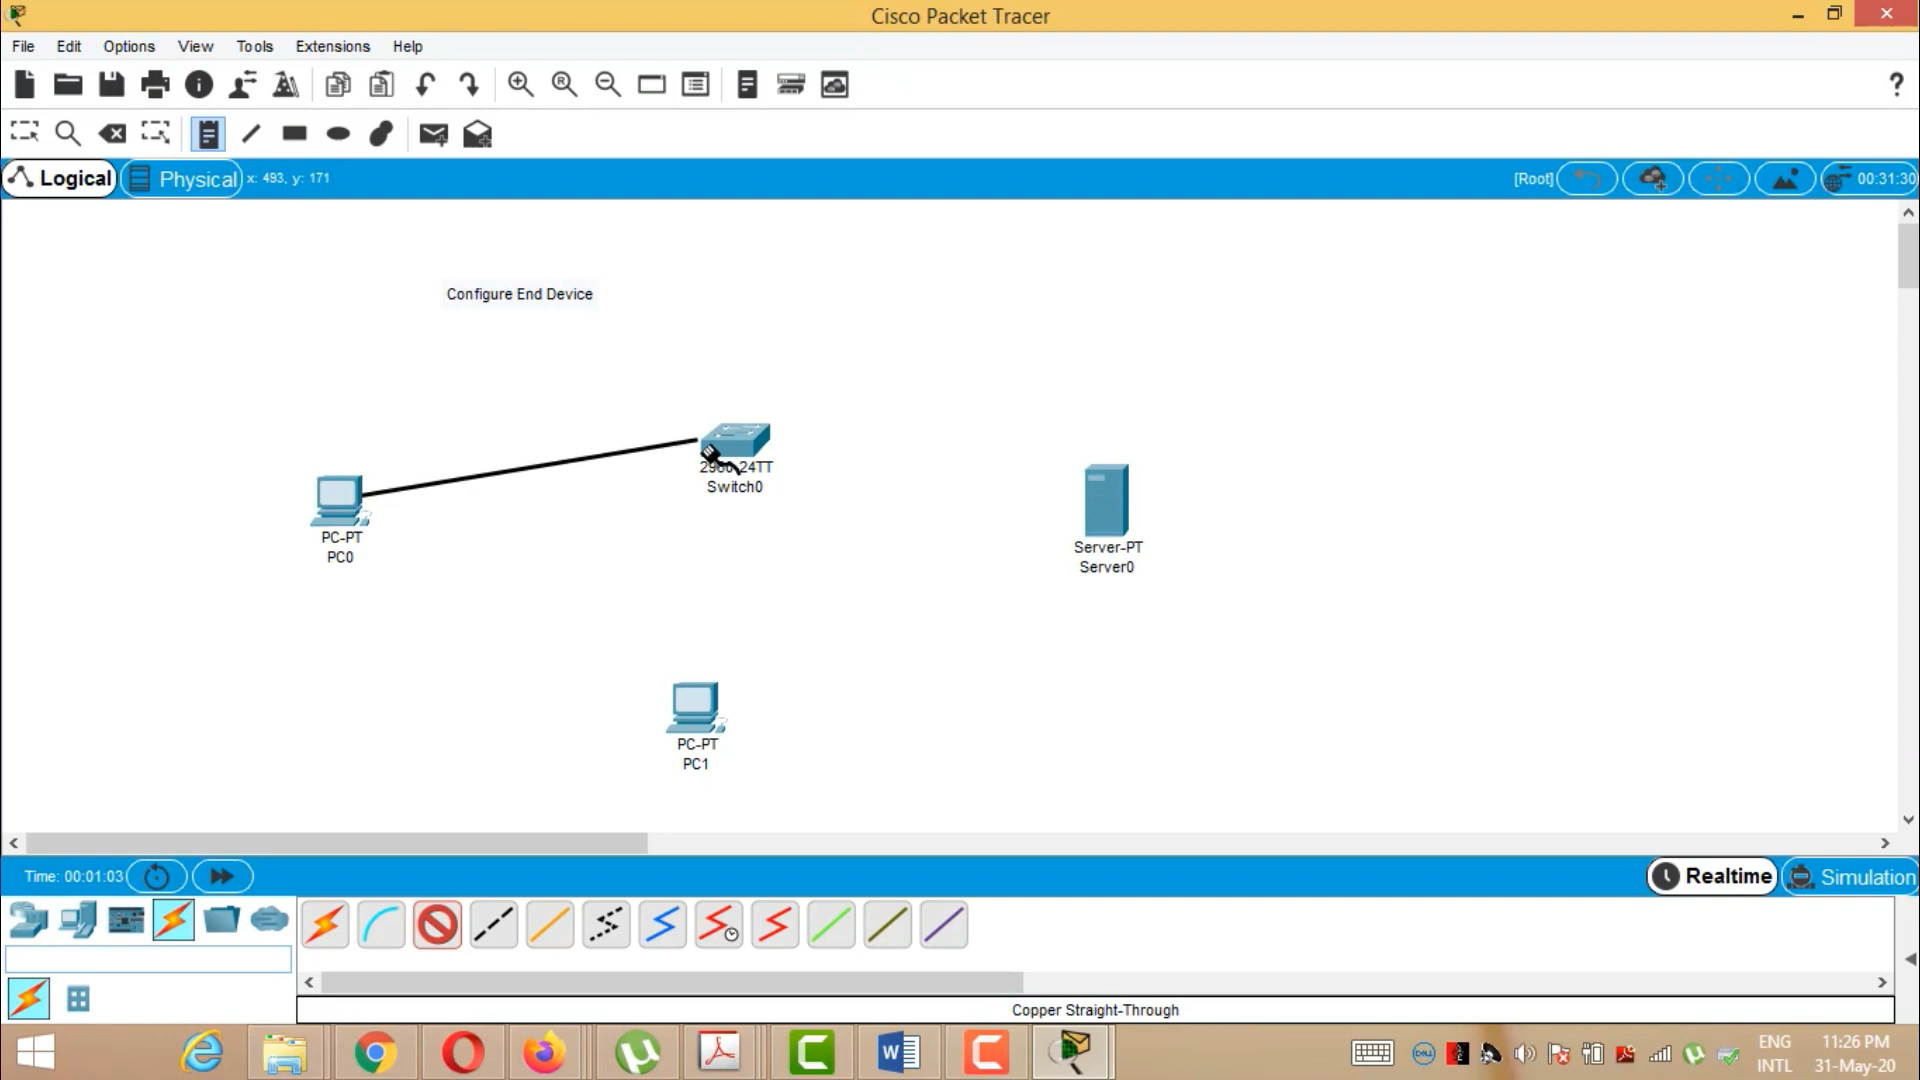 Cisco Packet Tracer
File Edit Options View Tools Extensions Help
Logical Physical x: 493, y: 171 [Root] 00:31:30
Configure End Device
2960-24TT
Switch0
PC-PT
PC0
Server-PT
Server0
PC-PT
PC1
Time: 00:01:03 Realtime Simulation
Copper Straight-Through
ENG 11:26 PM
INTL 31-May-20